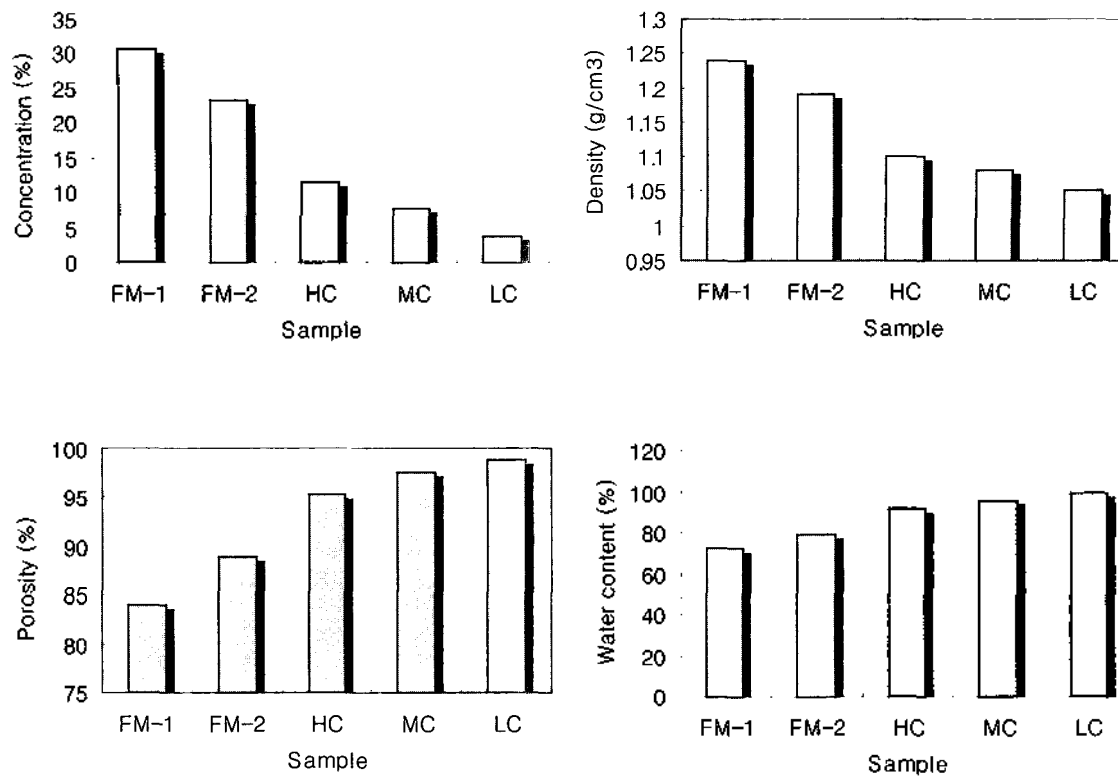 Concentration (%)
35
30
25
20
15
10
5
0
FM-1 FM-2 HC MC LC
Sample
Density (g/cm3)
1.3
1.25
1.2
1.15
1.1
1.05
1
0.95
FM-1 FM-2 HC MC LC
Sample
Porosity (%)
100
95
90
85
80
75
FM-1 FM-2 HC MC LC
Sample
Water content (%)
120
100
80
60
40
20
0
FM-1 FM-2 HC MC LC
Sample